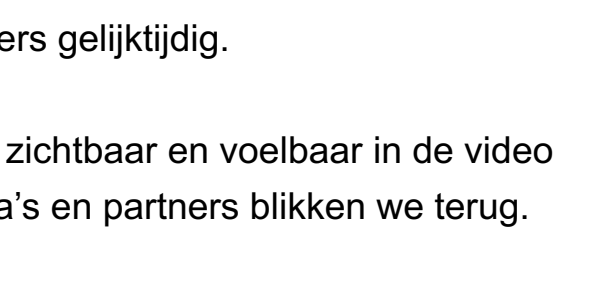 ers gelijktijdig.
zichtbaar en voelbaar in de video
a’s en partners blikken we terug.